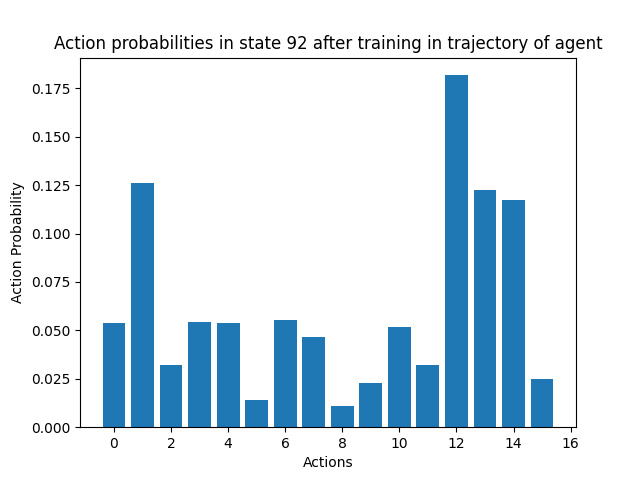 Action probabilities in state 92 after training in trajectory of agent
Action Probability
0.175
0.150
0.125
0.100
0.075
0.050
0.025
0.000
0 2 4 6 8 10 12 14 16
Actions